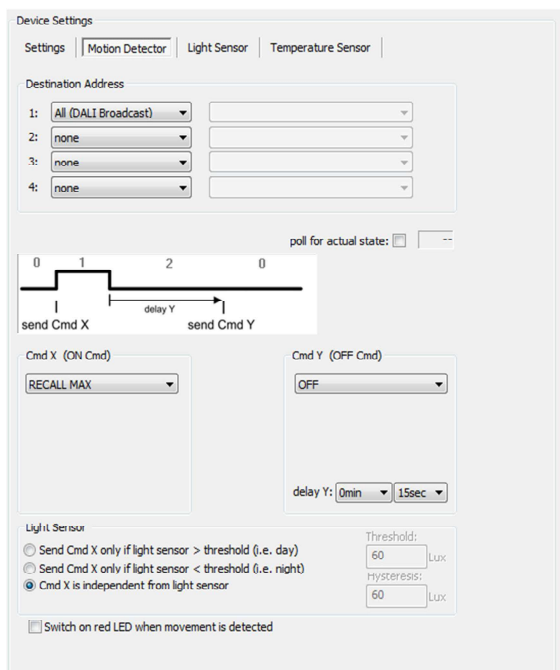 Device Settings
Settings Motion Detector Light Sensor Temperature Sensor
Destination Address
1: All (DALI Broadcast)
2: none
3: none
4: none
poll for actual state: --
0 1 2 0
delay Y
send Cmd X send Cmd Y
Cmd X (ON Cmd) Cmd Y (OFF Cmd)
RECALL MAX OFF
delay Y: 0min 15sec
Light Sensor
Threshold:
Send Cmd X only if light sensor > threshold (i.e. day)
60 Lux
Send Cmd X only if light sensor < threshold (i.e. night)
Hysteresis:
Cmd X is independent from light sensor
60 Lux
Switch on red LED when movement is detected